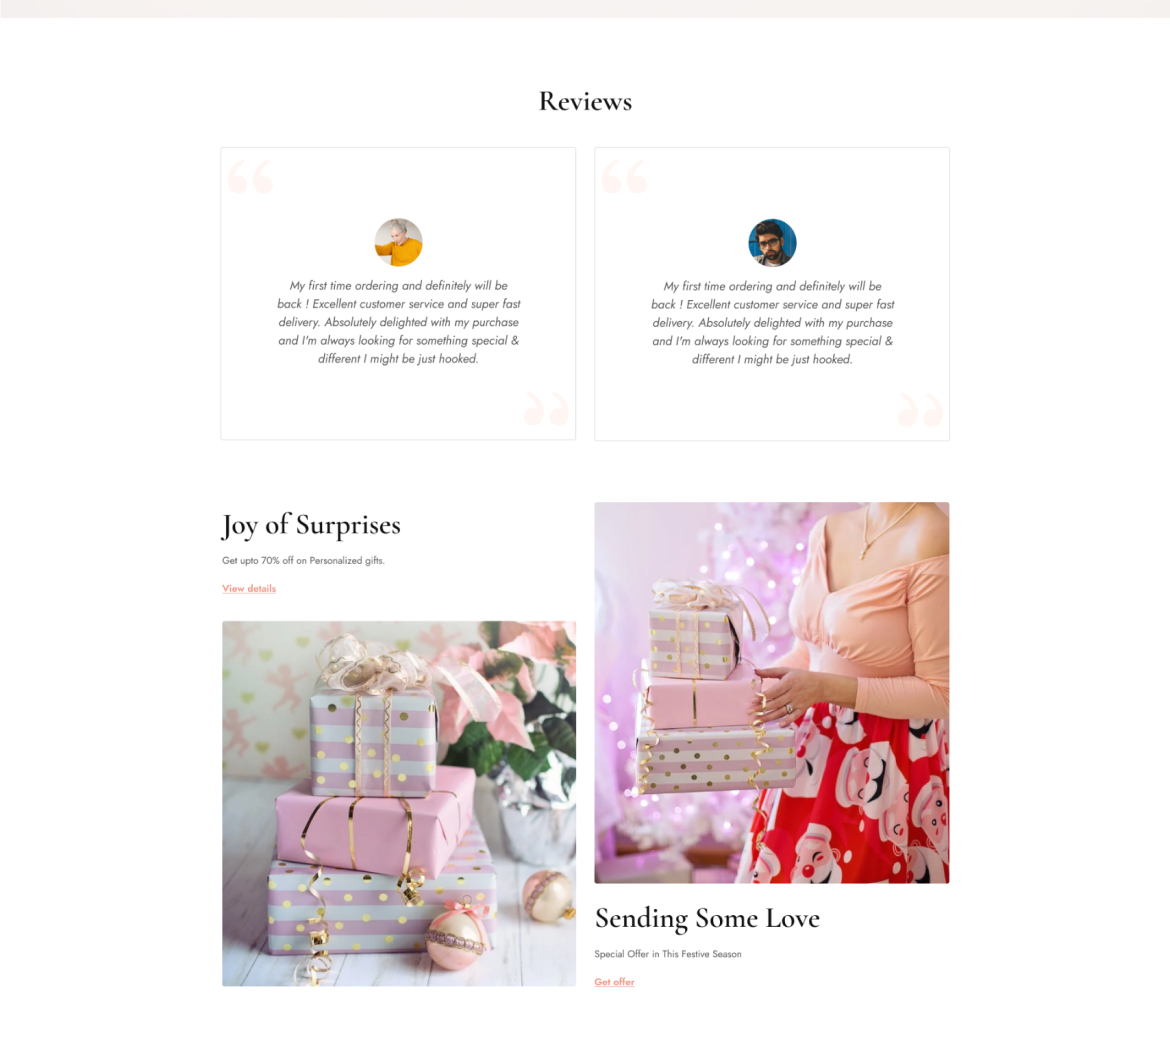 Reviews
My first time ordering and definitely will be
back ! Excellent customer service and super fast
delivery. Absolutely delighted with my purchase
and I'm always looking for something special &
different I might be just hooked.
My first time ordering and definitely will be
back ! Excellent customer service and super fast
delivery. Absolutely delighted with my purchase
and I'm always looking for something special &
different I might be just hooked.
Joy of Surprises
Get upto 70% off on Personalized gifts.
View details
Sending Some Love
Special Offer in This Festive Season
Get offer